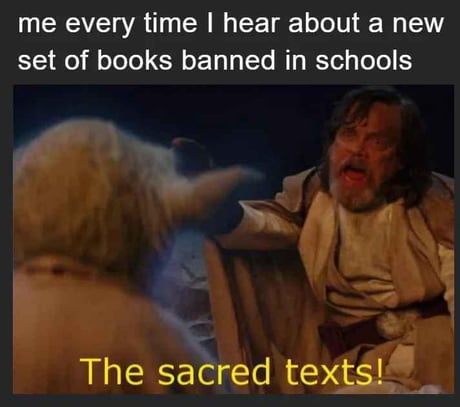 me every time I hear about a new
set of books banned in schools
The sacred texts!